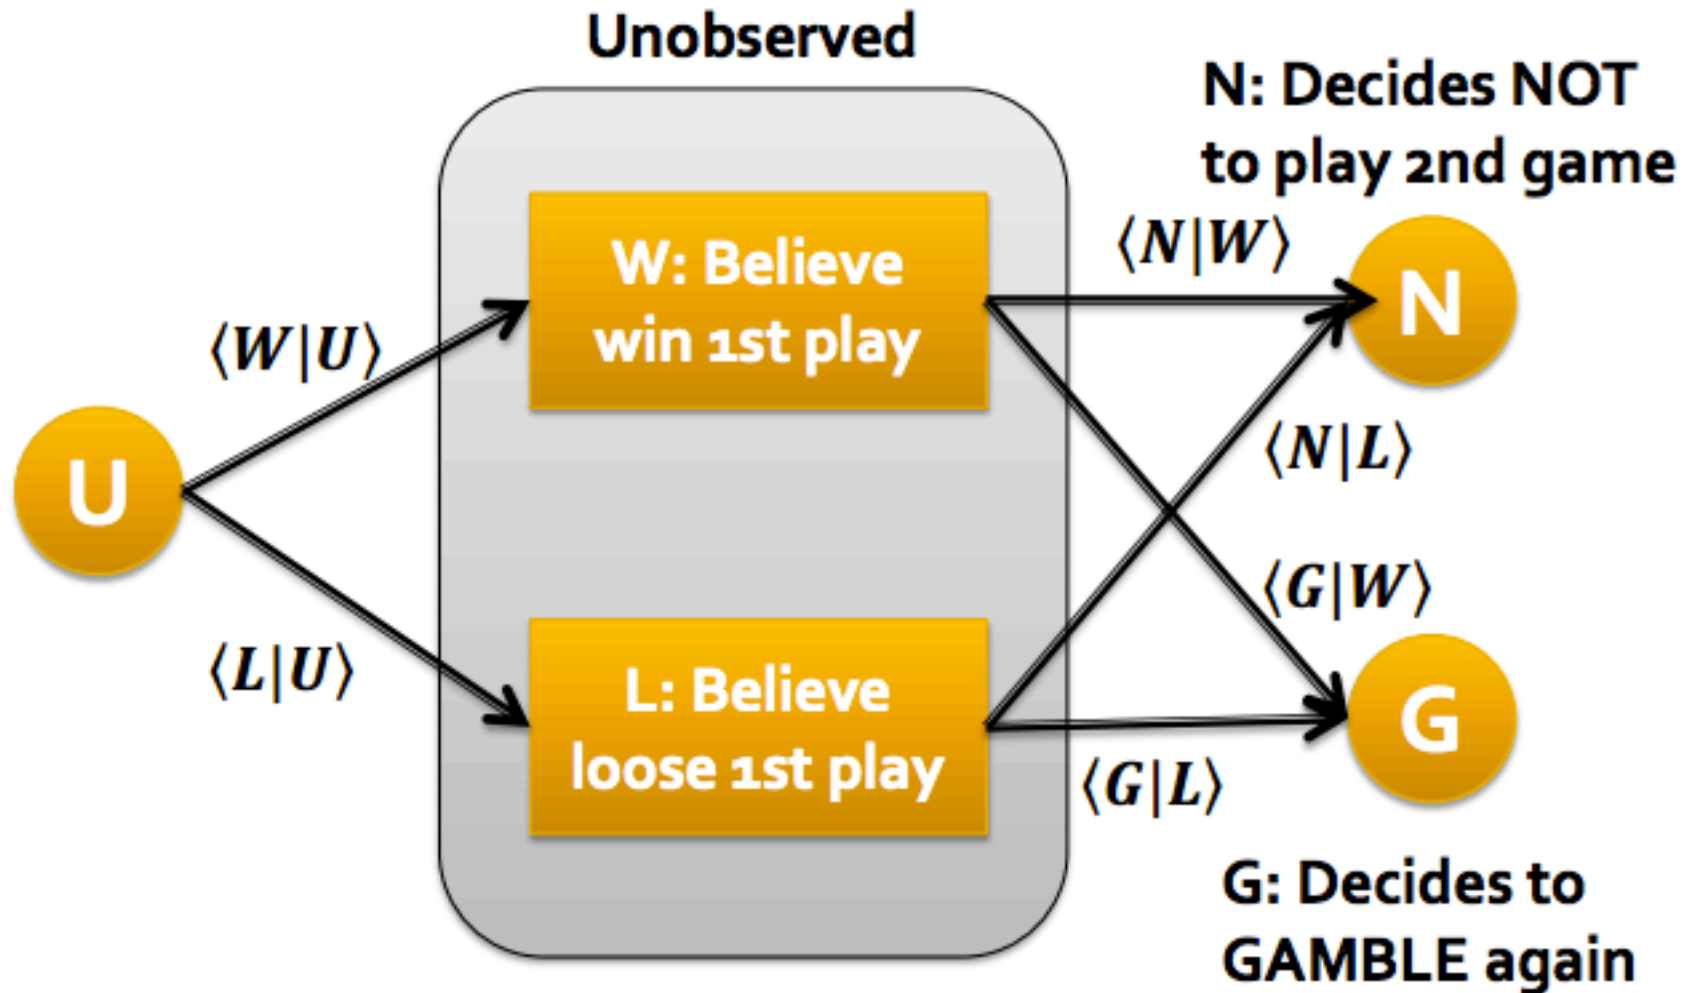 Unobserved
N: Decides NOT
to play 2nd game
⟨N|W⟩
W: Believe
win 1st play
N
⟨W|U⟩
⟨N|L⟩
U
⟨G|W⟩
⟨L|U⟩
L: Believe
loose 1st play
G
⟨G|L⟩
G: Decides to
GAMBLE again